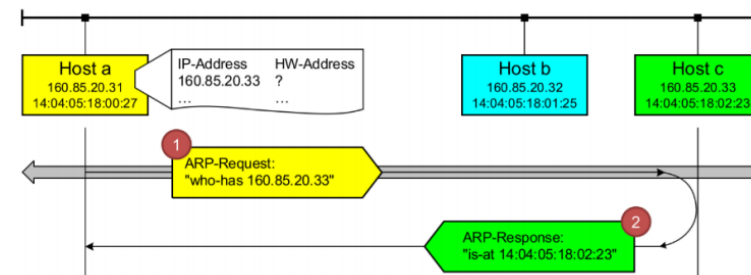 Host a
160.85.20.31
14:04:05:18:00:27
IP-Address HW-Address
160.85.20.33 ?
... ...
Host b
160.85.20.32
14:04:05:18:01:25
Host c
160.85.20.33
14:04:05:18:02:23
1
ARP-Request:
"who-has 160.85.20.33"
2
ARP-Response:
"is-at 14:04:05:18:02:23"